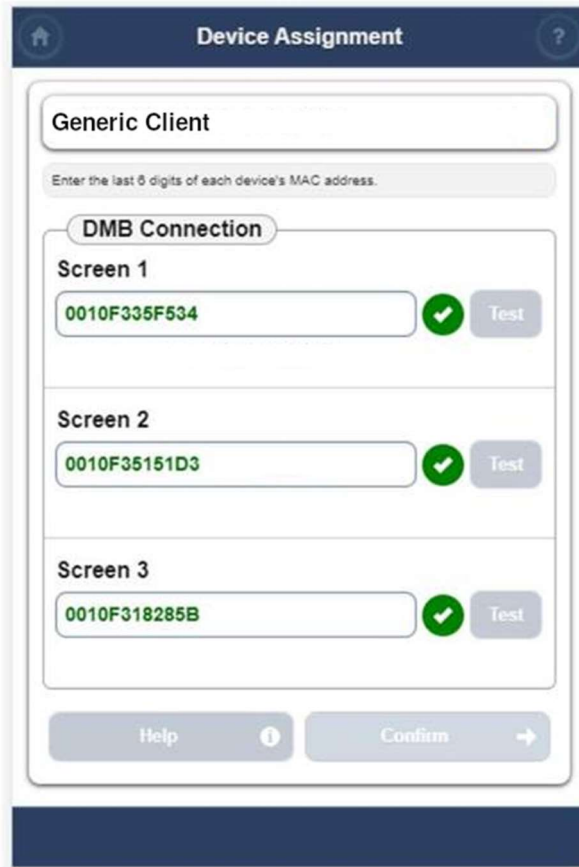 Device Assignment
?
Generic Client
Enter the last 6 digits of each device's MAC address.
DMB Connection
Screen 1
0010F335F534
Test
Screen 2
0010F35151D3
Test
Screen 3
0010F318285B
Test
Help
Confirm